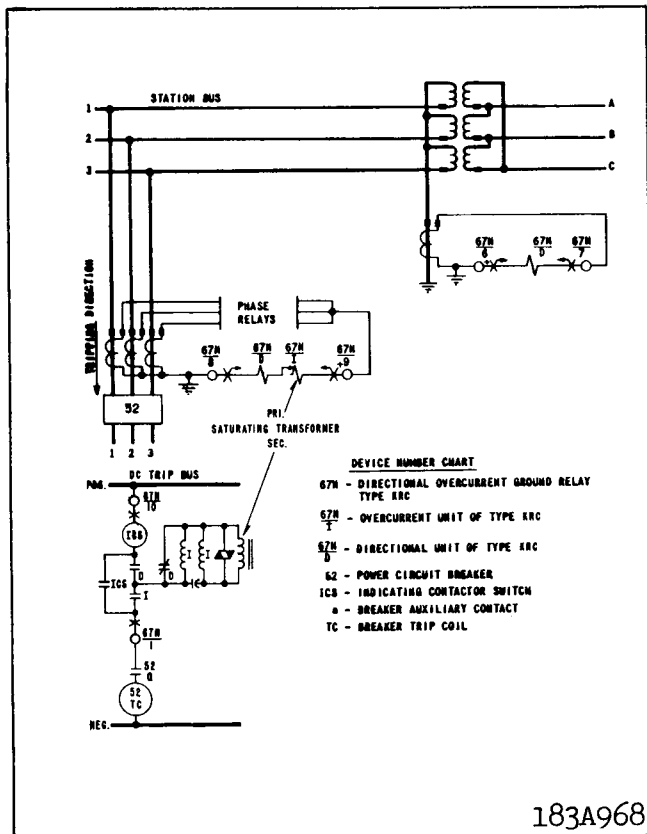 STATION BUS
1
2
3
A
B
C
67N
6
67N
D
67N
7
+
TRIPPING DIRECTION
PHASE
RELAYS
67N
8
67N
D
67N
I
67N
9
+
52
PRI.
SATURATING TRANSFORMER
SEC.
1 2 3
DC TRIP BUS
POS.
67N
10
ICS
ICS
D
I
D
I
I
67N
1
52
a
52
TC
NEG.
DEVICE NUMBER CHART
67N - DIRECTIONAL OVERCURRENT GROUND RELAY
TYPE KRC
67N
I - OVERCURRENT UNIT OF TYPE KRC
67N
D - DIRECTIONAL UNIT OF TYPE KRC
52 - POWER CIRCUIT BREAKER
ICS - INDICATING CONTACTOR SWITCH
a - BREAKER AUXILIARY CONTACT
TC - BREAKER TRIP COIL
183A968